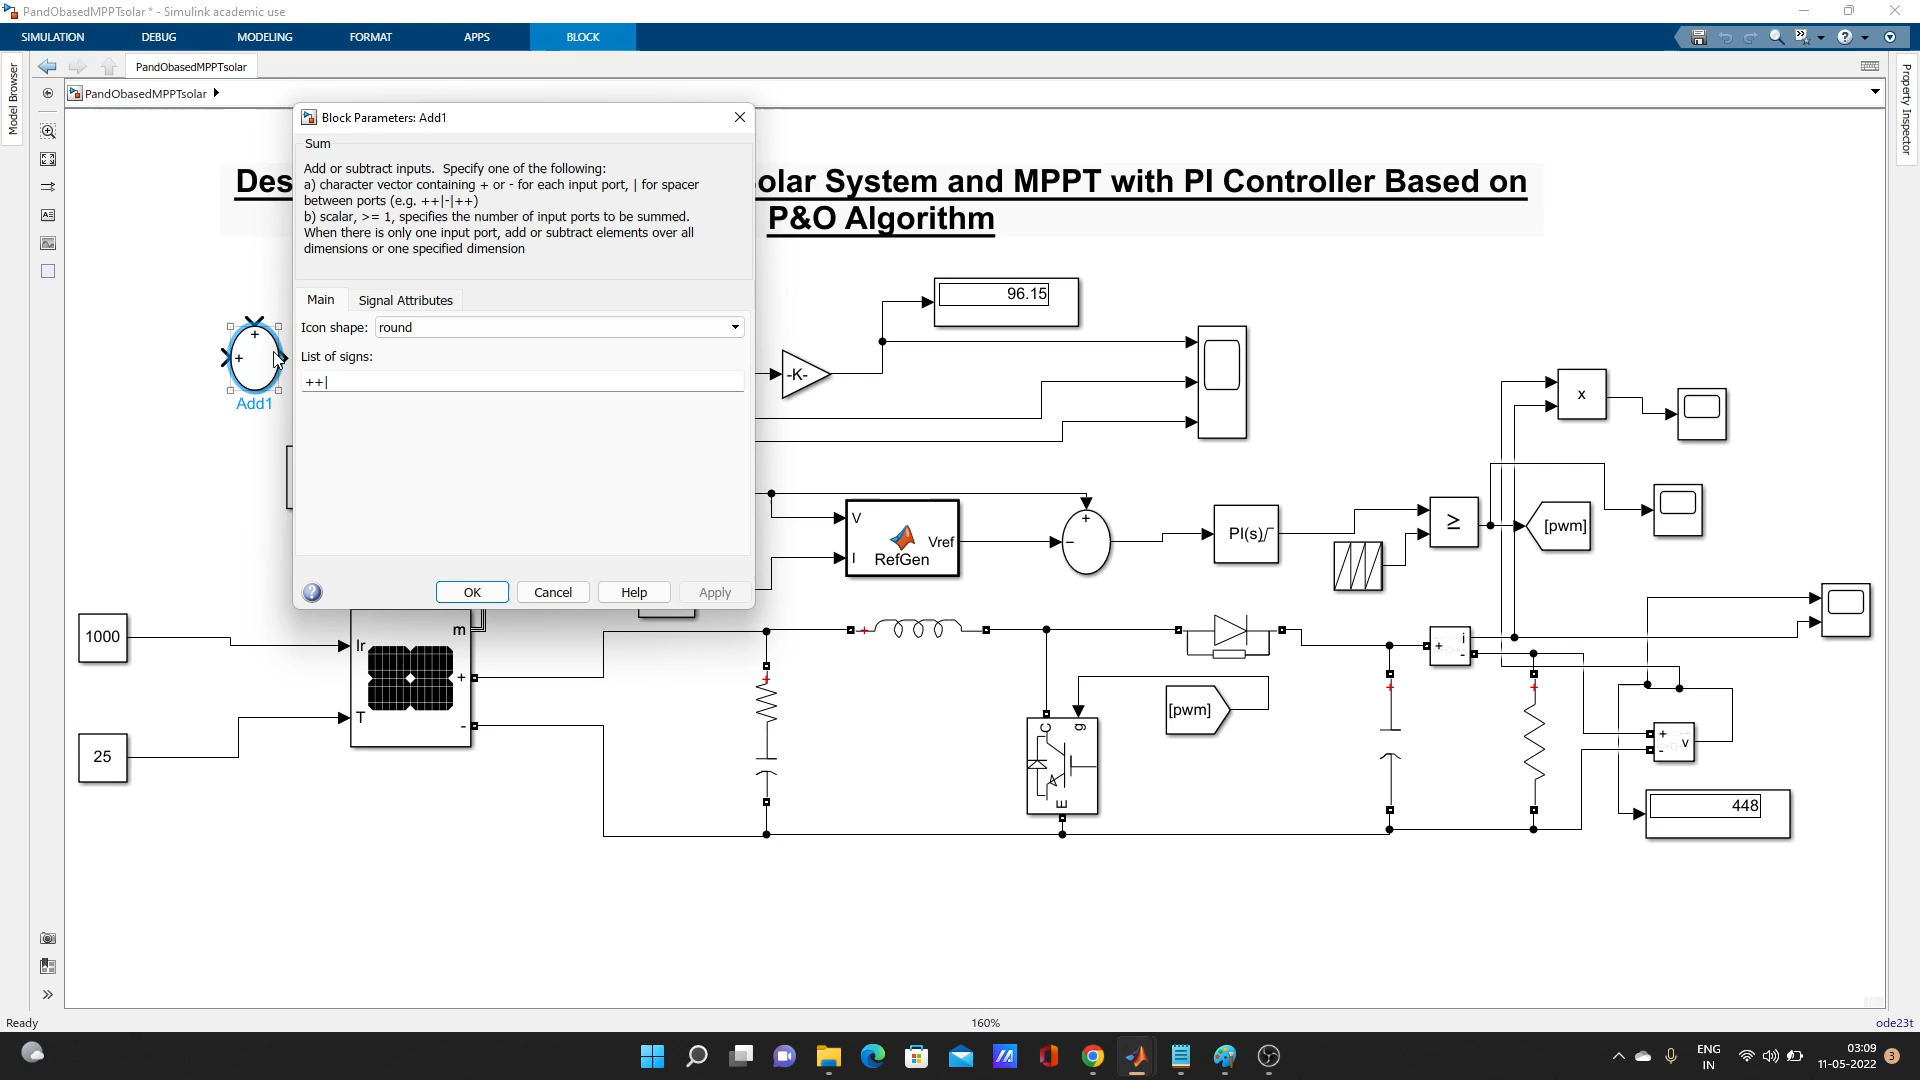 PandObasedMPPTsolar * - Simulink academic use
SIMULATION
DEBUG
MODELING
FORMAT
APPS
BLOCK
PandObasedMPPTsolar
Model Browser
PandObasedMPPTsolar
Property Inspector
Block Parameters: Add1
Sum
Add or subtract inputs.  Specify one of the following:
a) character vector containing + or - for each input port, | for spacer
between ports (e.g. ++|-|++)
b) scalar, >= 1, specifies the number of input ports to be summed.
When there is only one input port, add or subtract elements over all
dimensions or one specified dimension
Main
Signal Attributes
Icon shape:
round
List of signs:
++|
OK
Cancel
Help
Apply
Des
olar System and MPPT with PI Controller Based on
P&O Algorithm
+
+
Add1
96.15
-K-
x
V
I
RefGen
Vref
+
-
PI(s)
≥
[pwm]
1000
25
m
Ir
T
+
-
+
+
C
g
E
[pwm]
+
i
-
+
+
+
-
v
448
Ready
160%
ode23t
ENG
IN
03:09
11-05-2022
3